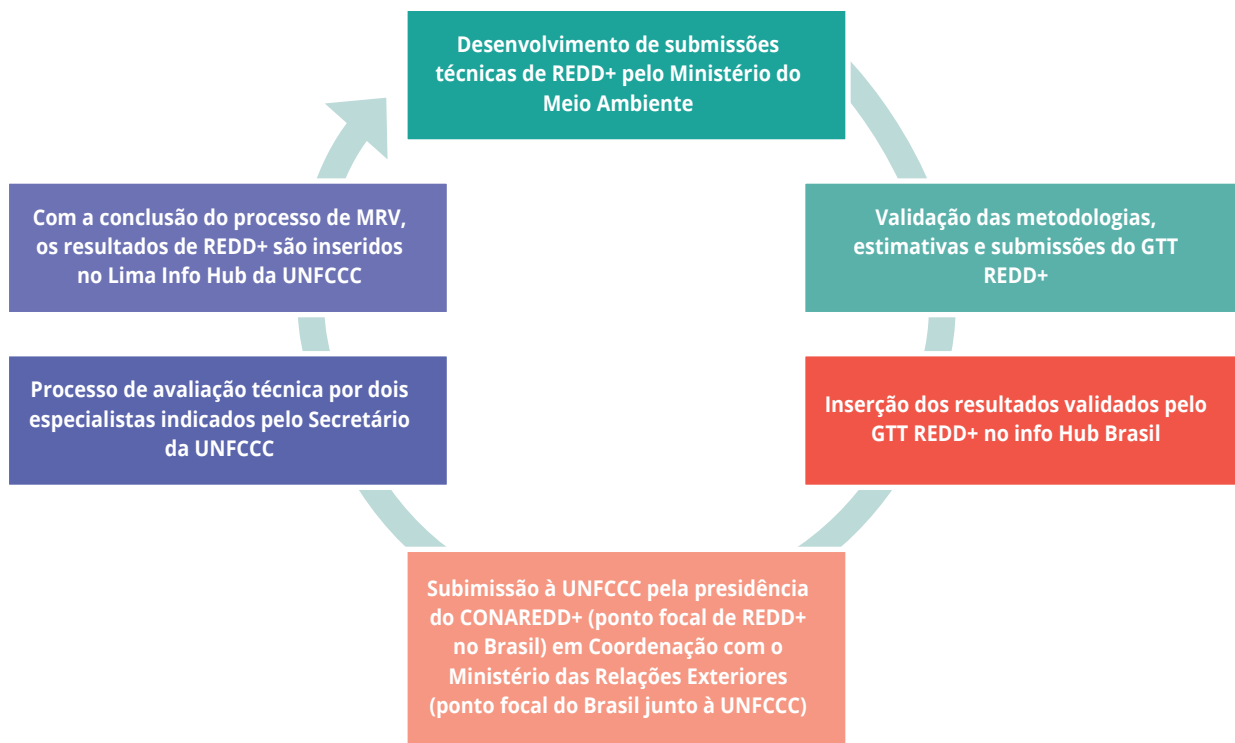 Desenvolvimento de submissões
técnicas de REDD+ pelo Ministério do
Meio Ambiente
Validação das metodologias,
estimativas e submissões do GTT
REDD+
Inserção dos resultados validados pelo
GTT REDD+ no info Hub Brasil
Subimissão à UNFCCC pela presidência
do CONAREDD+ (ponto focal de REDD+
no Brasil) em Coordenação com o
Ministério das Relações Exteriores
(ponto focal do Brasil junto à UNFCCC)
Processo de avaliação técnica por dois
especialistas indicados pelo Secretário
da UNFCCC
Com a conclusão do processo de MRV,
os resultados de REDD+ são inseridos
no Lima Info Hub da UNFCCC